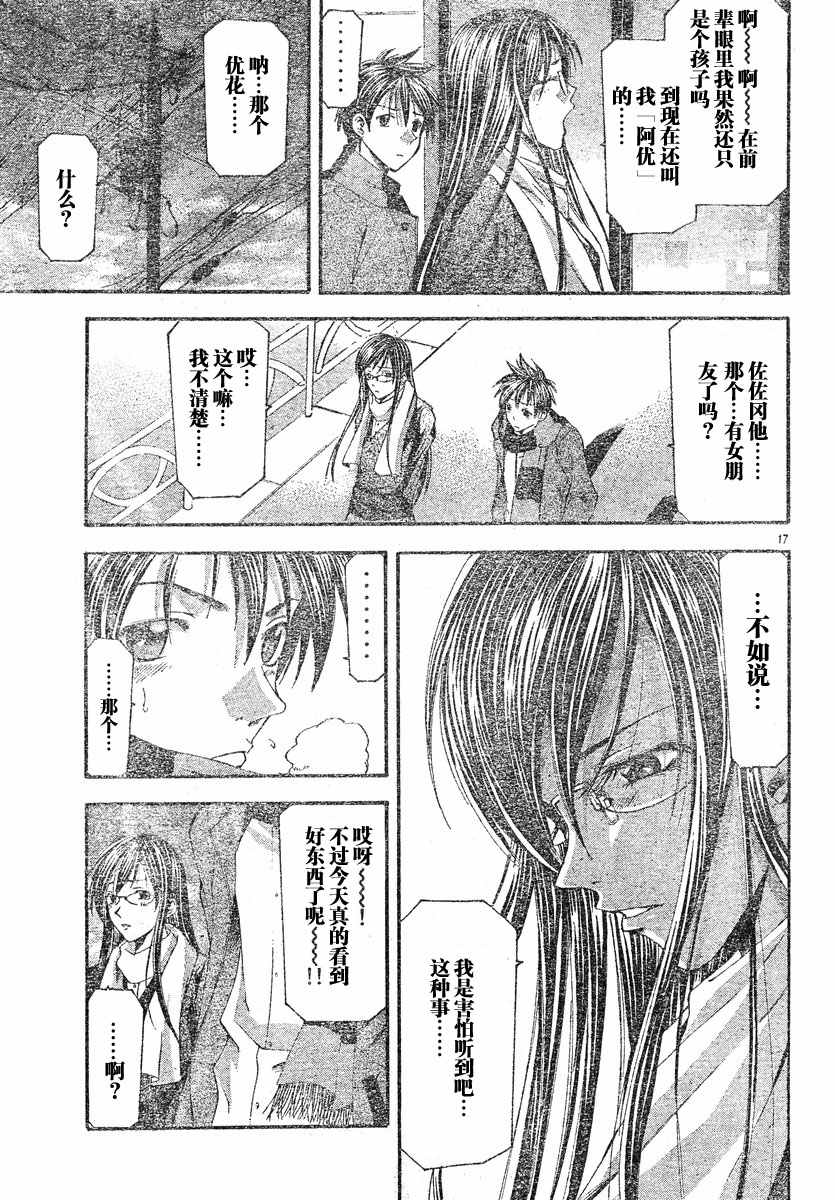 啊～～～啊～～～在前
辈眼里我果然还只
是个孩子吗
到现在还叫
我「阿优」
的……
………
呐…那个
优花……
什么?
佐佐冈他……
那个…有女朋
友了吗?
哎…
这个嘛…
我不清楚
……
17
…不如说…
我是害怕听到吧…
这种事……
………
……那个…
哎呀～～～!
不过今天真的看到
好东西了呢～～～!!
……啊?